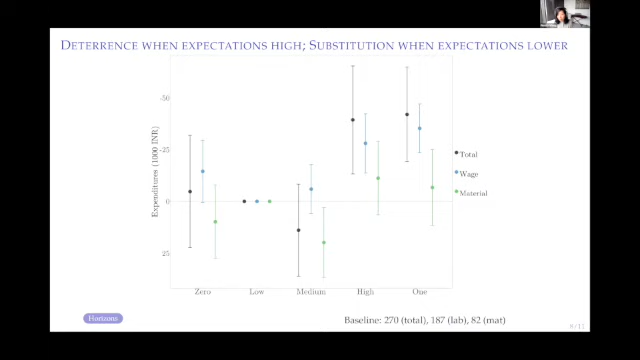 DETERRENCE WHEN EXPECTATIONS HIGH; SUBSTITUTION WHEN EXPECTATIONS LOWER
-50
-25
0
25
Expenditures (1000 INR)
Total
Wage
Material
Zero Low Medium High One
Horizons
Baseline: 270 (total), 187 (lab), 82 (mat)